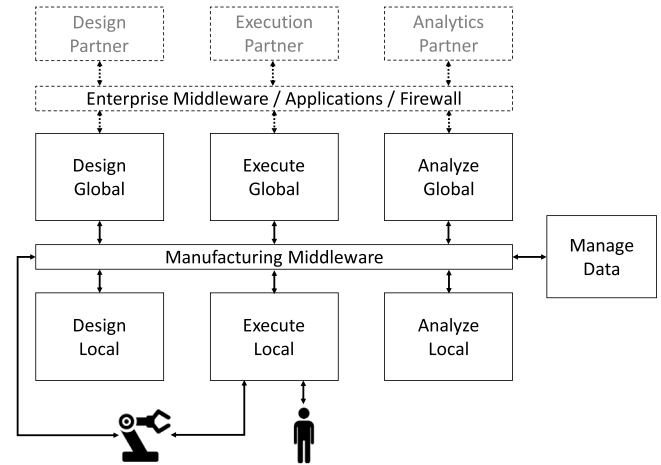 Design
Partner
Execution
Partner
Analytics
Partner
Enterprise Middleware / Applications / Firewall
Design
Global
Execute
Global
Analyze
Global
Manufacturing Middleware
Manage
Data
Design
Local
Execute
Local
Analyze
Local